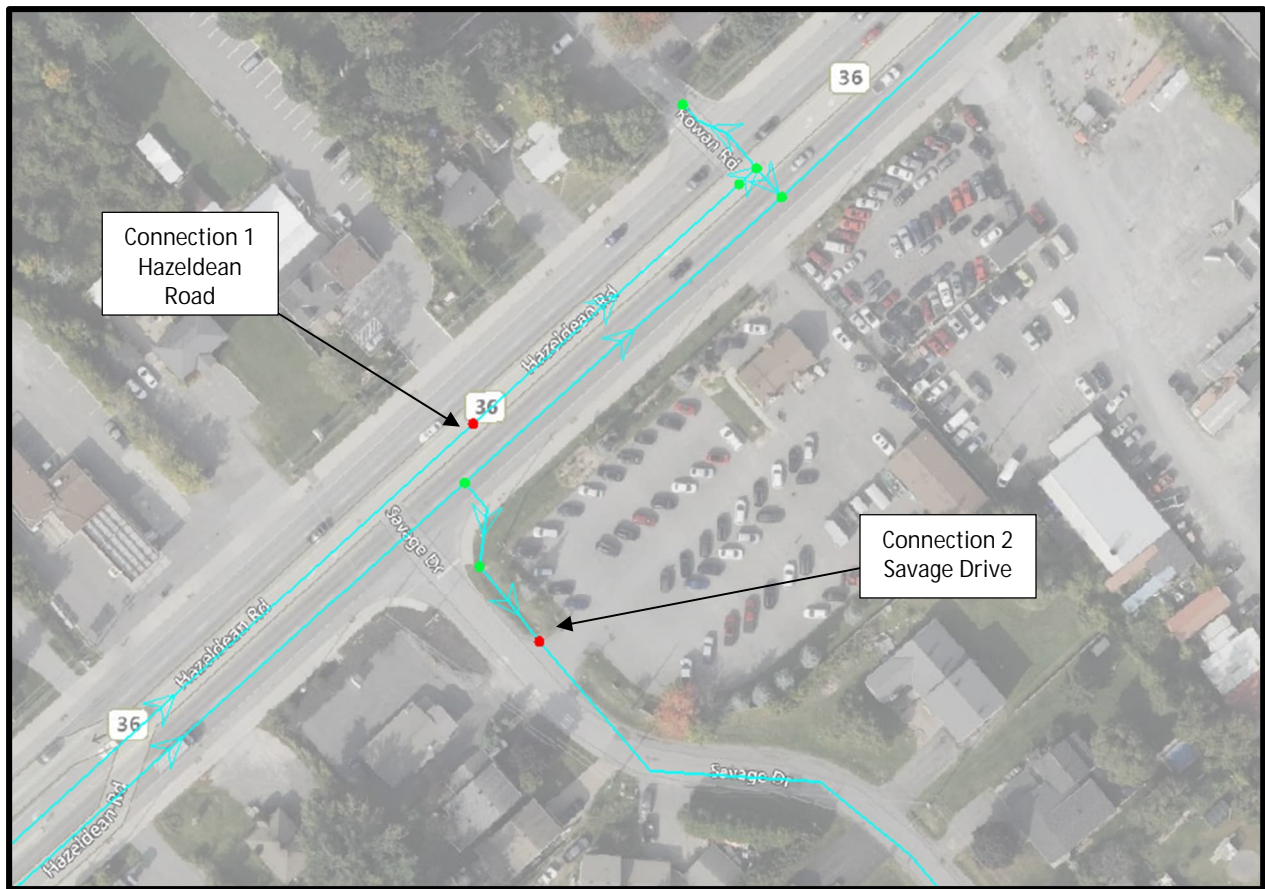 36
Rowan Rd
Connection 1
Hazeldean
Road
Hazeldean Rd
36
Savage Dr
Connection 2
Savage Drive
Hazeldean Rd
36
Savage Dr
Hazeldean Rd